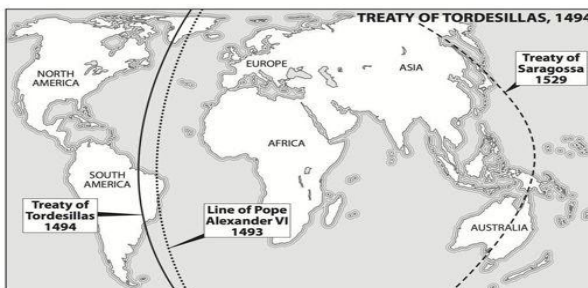 TREATY OF TORDESILLAS, 1494
NORTH
AMERICA
EUROPE
ASIA
Treaty of
Saragossa
1529
AFRICA
SOUTH
AMERICA
Treaty of
Tordesillas
1494
Line of Pope
Alexander VI
1493
AUSTRALIA